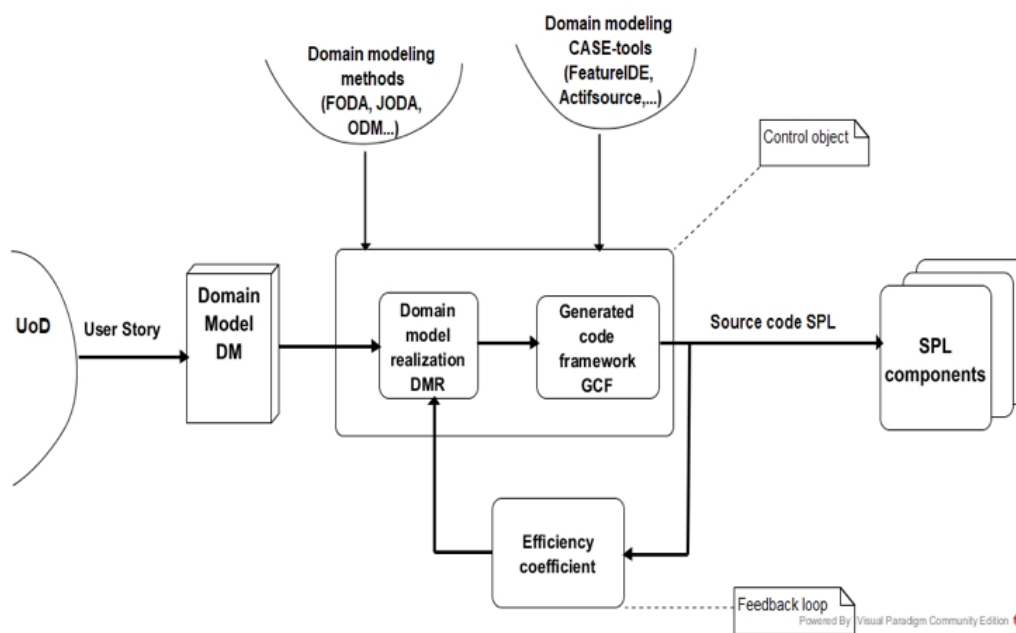 Domain modeling
methods
(FODA, JODA,
ODM...)
Domain modeling
CASE-tools
(FeatureIDE,
Actifsource,...)
Control object
UoD
User Story
Domain
Model
DM
Domain
model
realization
DMR
Generated
code
framework
GCF
Source code SPL
SPL
components
Efficiency
coefficient
Feedback loop
Powered By Visual Paradigm Community Edition